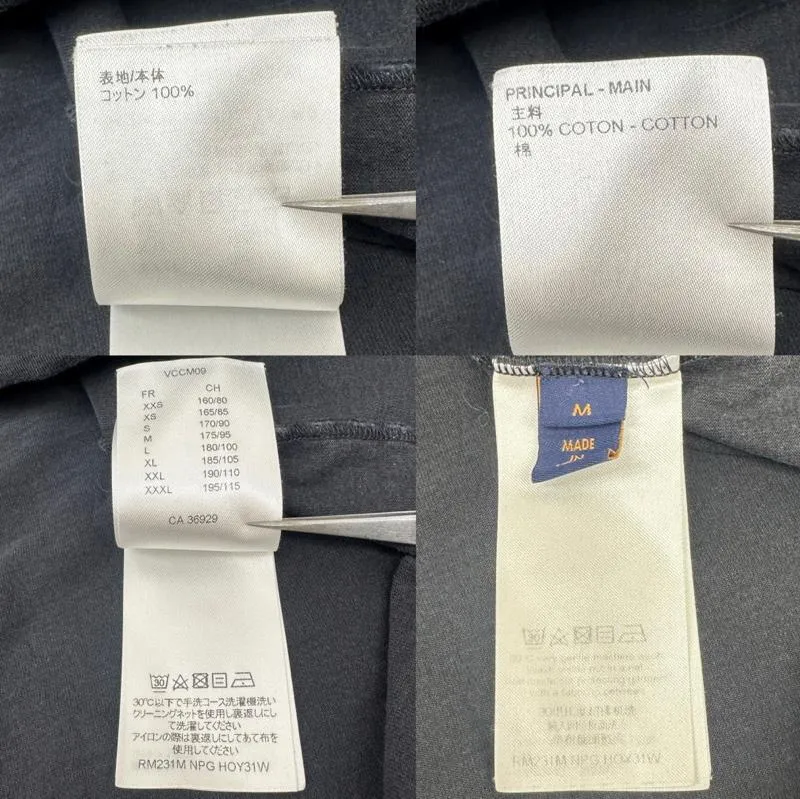 表地/本体
コットン 100%
PRINCIPAL - MAIN
主料
100% COTON - COTTON
棉
VCCM09
FR CH
XXS 160/80
XS 165/85
S 170/90
M 175/95
L 180/100
XL 185/105
XXL 190/110
XXXL 195/115
CA 36929
30
30℃以下で手洗コース洗濯機洗い
クリーニングネットを使用し裏返しにし
て洗濯してください
アイロンの際は裏返しにしてあて布を
使用してください
RM231M NPG HOY31W
M
MADE
IN
30
RM231M NPG HOY31W